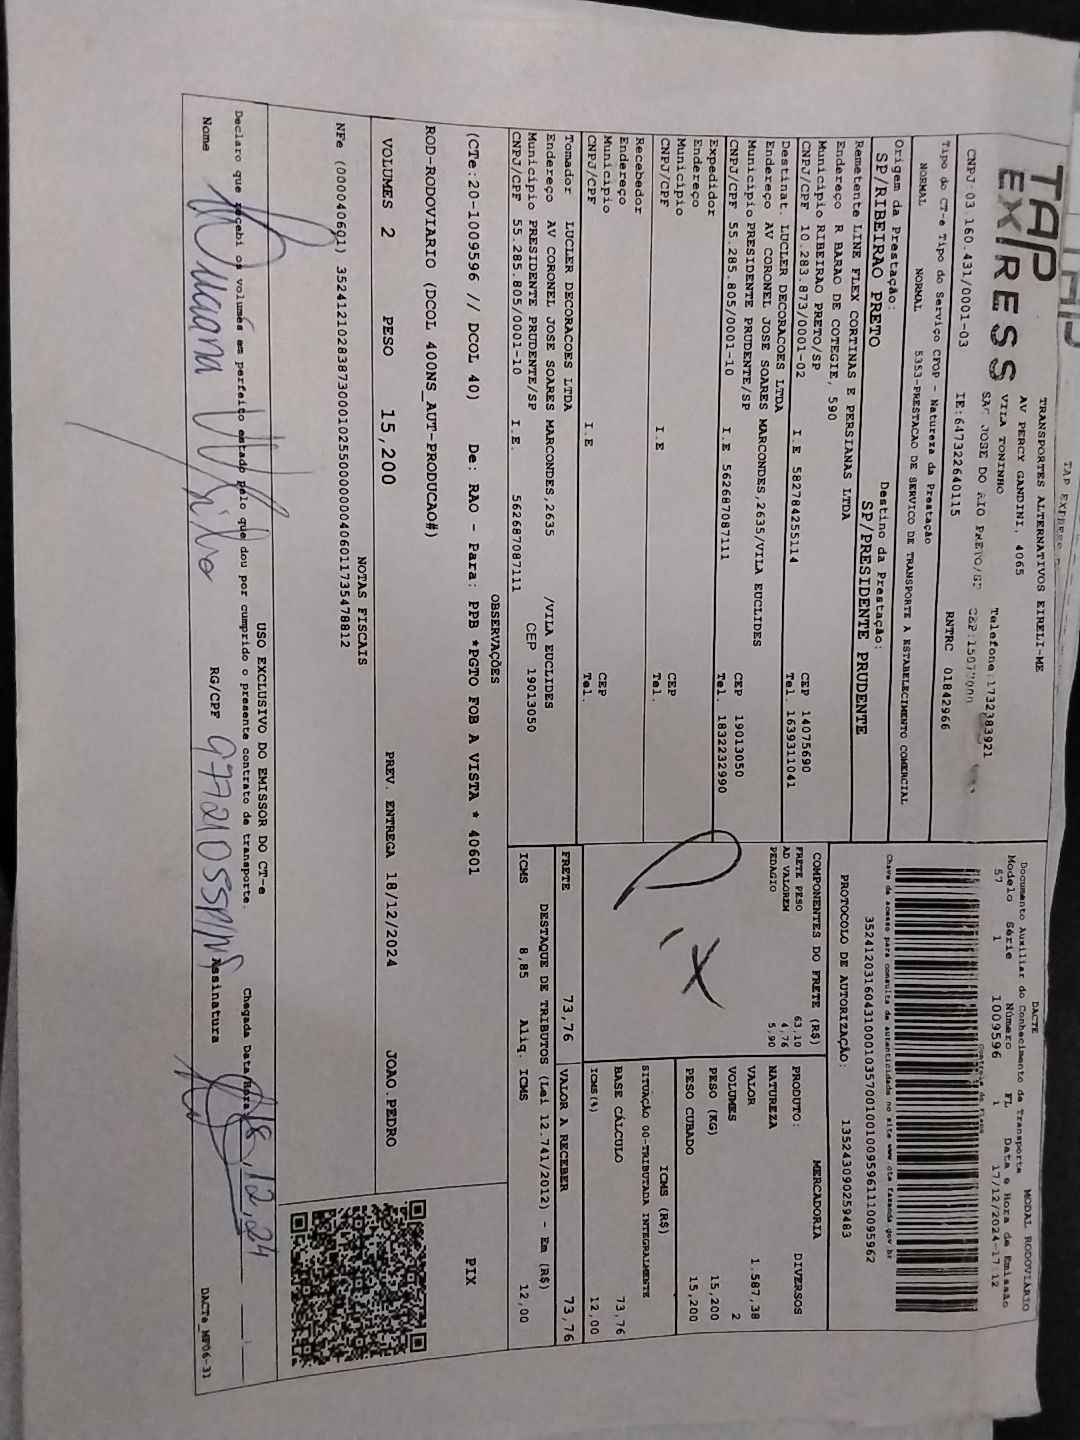 TAP EXPRESS
TAP
EX/RESS
TRANSPORTES ALTERNATIVOS EIRELI-ME
AV PERCY GANDINI, 4065
VILA TONINHO
Telefone:1732383921
CNPJ:03.160.431/0001-03
IE:647322640115
RNTRC 01842966
Tipo do CT-e Tipo do Serviço CFOP - Natureza da Prestação
NORMAL NORMAL 5353-PRESTACAO DE SERVICO DE TRANSPORTE A ESTABELECIMENTO COMERCIAL
Origem da Prestação: Destino da Prestação:
SP/RIBEIRAO PRETO SP/PRESIDENTE PRUDENTE
Remetente LINE FLEX CORTINAS E PERSIANAS LTDA
Endereço R BARAO DE COTEGIE, 590
Município RIBEIRAO PRETO/SP CEP 14075690
CNPJ/CPF 10.283.873/0001-02 I.E 582784255114 Tel. 1639311041
Destinat. LUCLER DECORACOES LTDA
Endereço AV CORONEL JOSE SOARES MARCONDES,2635/VILA EUCLIDES
Município PRESIDENTE PRUDENTE/SP CEP 19013050
CNPJ/CPF 55.285.805/0001-10 I.E 562687087111 Tel. 1832232990
Expedidor
Endereço
Município CEP
CNPJ/CPF I.E Tel.
Recebedor
Endereço
Município CEP
CNPJ/CPF I.E Tel.
Tomador LUCLER DECORACOES LTDA
Endereço AV CORONEL JOSE SOARES MARCONDES,2635 /VILA EUCLIDES
Município PRESIDENTE PRUDENTE/SP CEP 19013050
CNPJ/CPF 55.285.805/0001-10 I.E. 562687087111
DACTE MODAL RODOVIÁRIO
Documento Auxiliar do Conhecimento de Transporte
Modelo Série Número FL Data e Hora de Emissão
57 1 1009596 1 17/12/2024-17:12
Controle do Fisco
Chave de acesso para consulta de autenticidade no site www.cte.fazenda.gov.br
35241203160431000103570010010095961110095962
PROTOCOLO DE AUTORIZAÇÃO: 135243090259483
COMPONENTES DO FRETE (R$)
FRETE PESO 63,10
AD VALOREM 4,76
PEDAGIO 5,90
Pix
MERCADORIA
PRODUTO: DIVERSOS
NATUREZA
VALOR 1.587,38
VOLUMES 2
PESO (KG) 15,200
PESO CUBADO 15,200
ICMS (R$)
SITUAÇÃO 00-TRIBUTADA INTEGRALMENTE
BASE CÁLCULO 73,76
ICMS(%) 12,00
FRETE 73,76 VALOR A RECEBER 73,76
DESTAQUE DE TRIBUTOS (Lei 12.741/2012) - Em (R$)
ICMS 8,85 Aliq. ICMS 12,00
OBSERVAÇÕES
(CTe:20-1009596 // DCOL 40) De: RAO - Para: PPB *PGTO FOB A VISTA * 40601
PIX
ROD-RODOVIARIO (DCOL 400NS_AUT-PRODUCAO#)
VOLUMES 2 PESO 15,200 PREV. ENTREGA 18/12/2024 JOAO.PEDRO
NOTAS FISCAIS
NFe (000040601) 35241210283873000102550000000406011735478812
USO EXCLUSIVO DO EMISSOR DO CT-e
Declaro que recebi os volumes em perfeito estado pelo que dou por cumprido o presente contrato de transporte.
Chegada Data/Hora 18,12,24
Nome RG/CPF Assinatura
DACTe_MF06-31